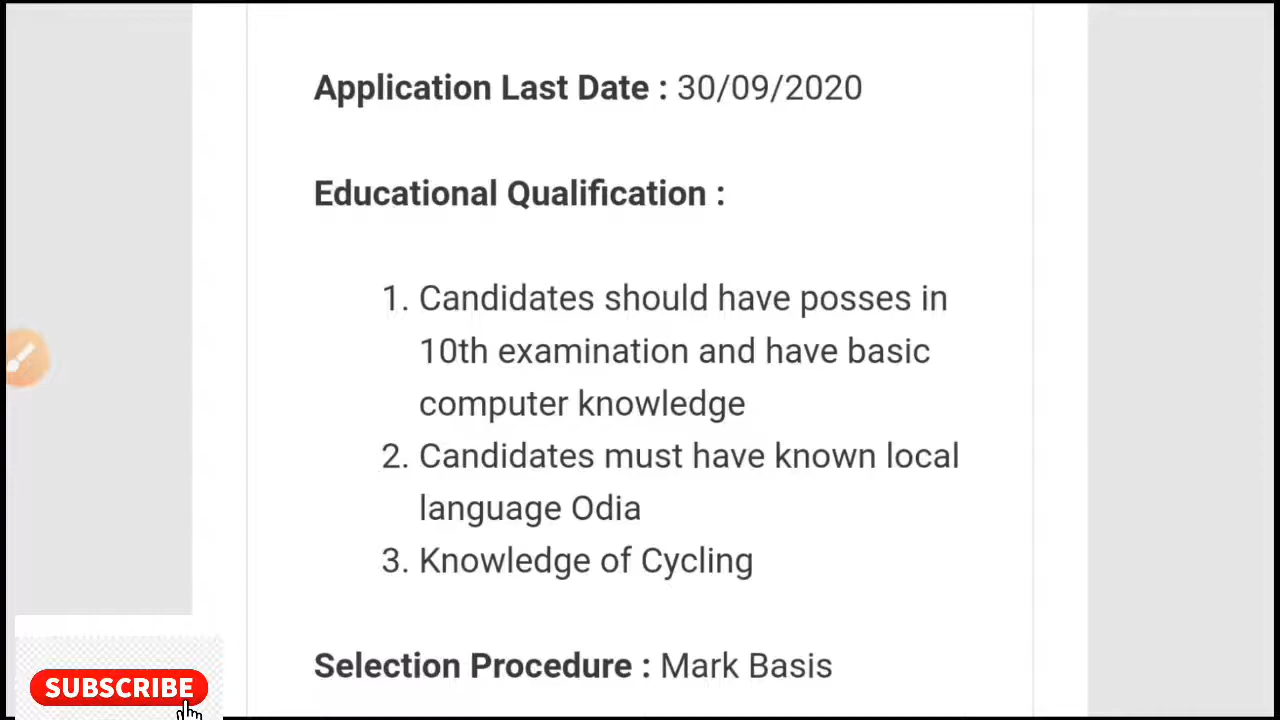 Application Last Date : 30/09/2020
Educational Qualification :
1. Candidates should have posses in
10th examination and have basic
computer knowledge
2. Candidates must have known local
language Odia
3. Knowledge of Cycling
Selection Procedure : Mark Basis
SUBSCRIBE